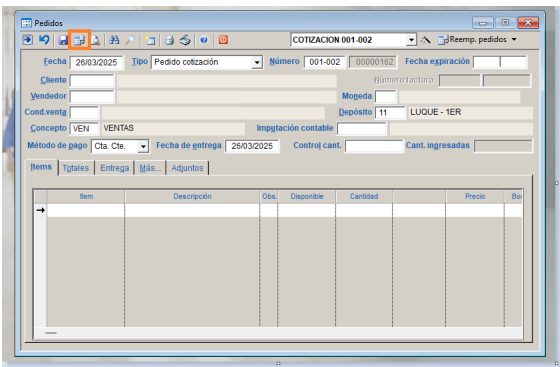 Pedidos
COTIZACION 001-002 Reemp. pedidos
Fecha 26/03/2025 Tipo Pedido cotización Número 001-002 00000162 Fecha expiración
Cliente Número factura
Vendedor Moneda
Cond.venta Depósito 11 LUQUE - 1ER
Concepto VEN VENTAS Imputación contable
Método de pago Cta. Cte. Fecha de entrega 26/03/2025 Control cant. Cant. ingresadas
Items Totales Entrega Más... Adjuntos
Item Descripción Obs. Disponible Cantidad Precio Bo